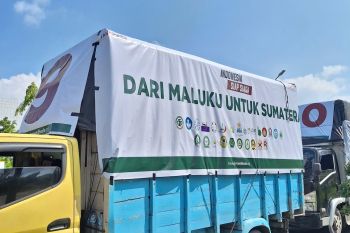 INDONESIA
SIAP SIAGA
DARI MALUKU UNTUK SUMATER